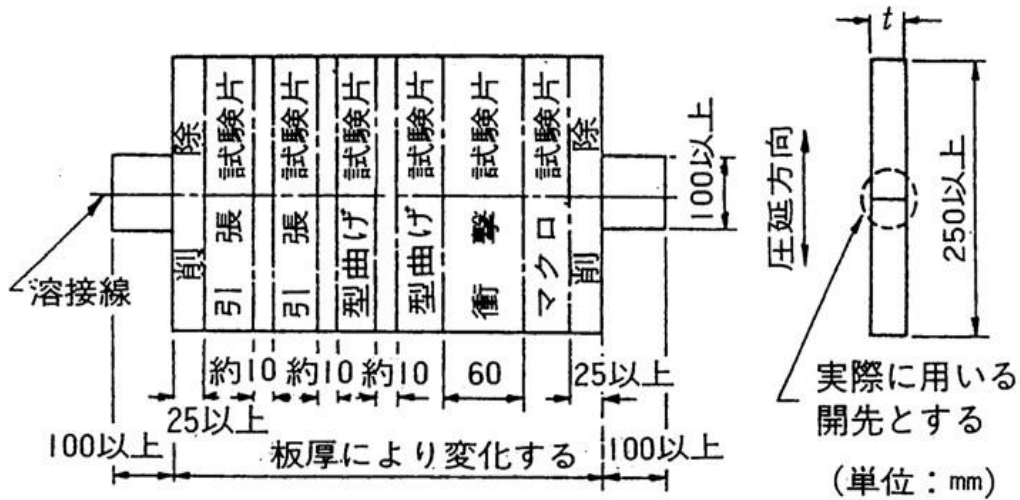 削除
引張試験片
引張試験片
型曲げ試験片
型曲げ試験片
衝撃試験片
マクロ試験片
削除
溶接線
100以上
約10
約10
約10
60
25以上
25以上
100以上
板厚により変化する
100以上
t
圧延方向
250以上
実際に用いる
開先とする
(単位：mm)